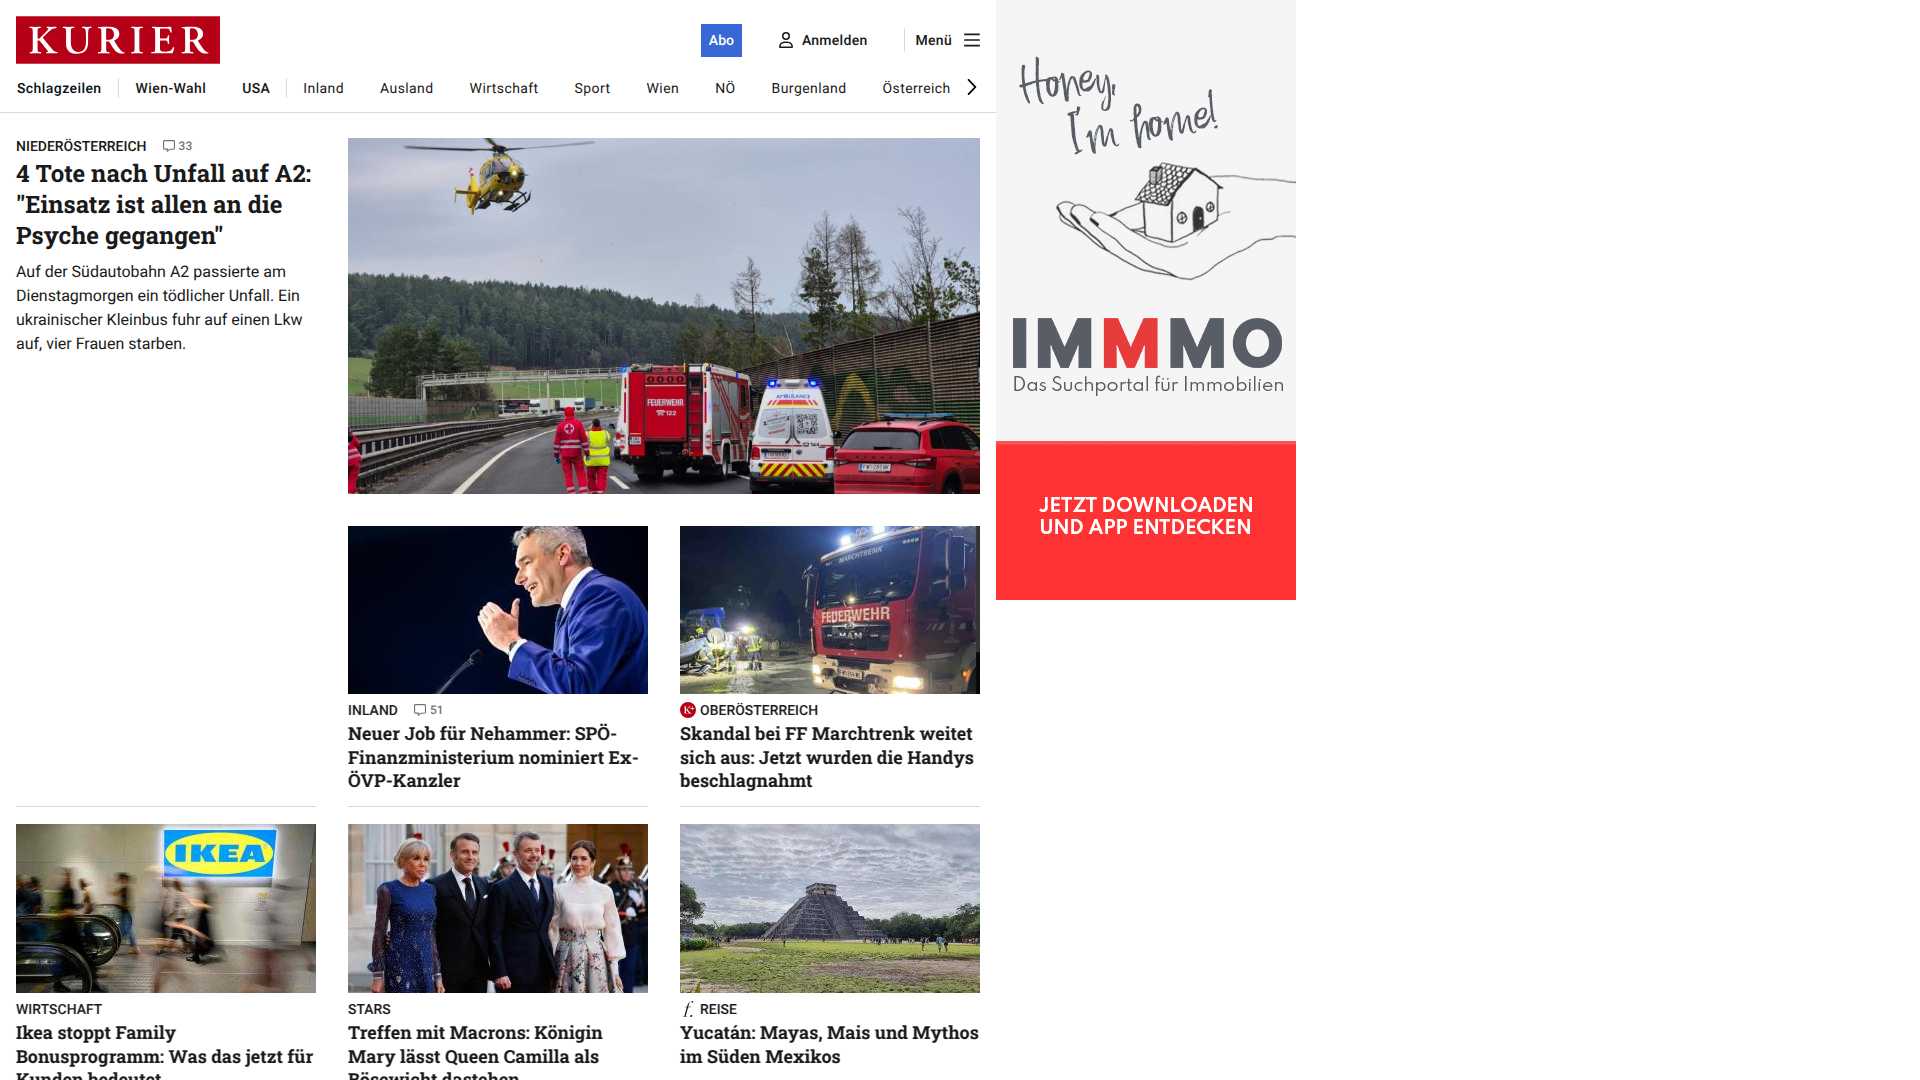 KURIER
Abo
Anmelden
Menü
Schlagzeilen
Wien-Wahl
USA
Inland
Ausland
Wirtschaft
Sport
Wien
NÖ
Burgenland
Österreich
NIEDERÖSTERREICH 33
4 Tote nach Unfall auf A2:
"Einsatz ist allen an die
Psyche gegangen"
Auf der Südautobahn A2 passierte am
Dienstagmorgen ein tödlicher Unfall. Ein
ukrainischer Kleinbus fuhr auf einen Lkw
auf, vier Frauen starben.
FEUERWEHR
122
AMBULANCE
INLAND 51
Neuer Job für Nehammer: SPÖ-
Finanzministerium nominiert Ex-
ÖVP-Kanzler
MARCHTRENK
FEUERWEHR
MAN
K+ OBERÖSTERREICH
Skandal bei FF Marchtrenk weitet
sich aus: Jetzt wurden die Handys
beschlagnahmt
IKEA
WIRTSCHAFT
Ikea stoppt Family
Bonusprogramm: Was das jetzt für
Kunden bedeutet
STARS
Treffen mit Macrons: Königin
Mary lässt Queen Camilla als
Bösewicht dastehen
f. REISE
Yucatán: Mayas, Mais und Mythos
im Süden Mexikos
Honey,
I'm home!
IMMMO
Das Suchportal für Immobilien
JETZT DOWNLOADEN
UND APP ENTDECKEN